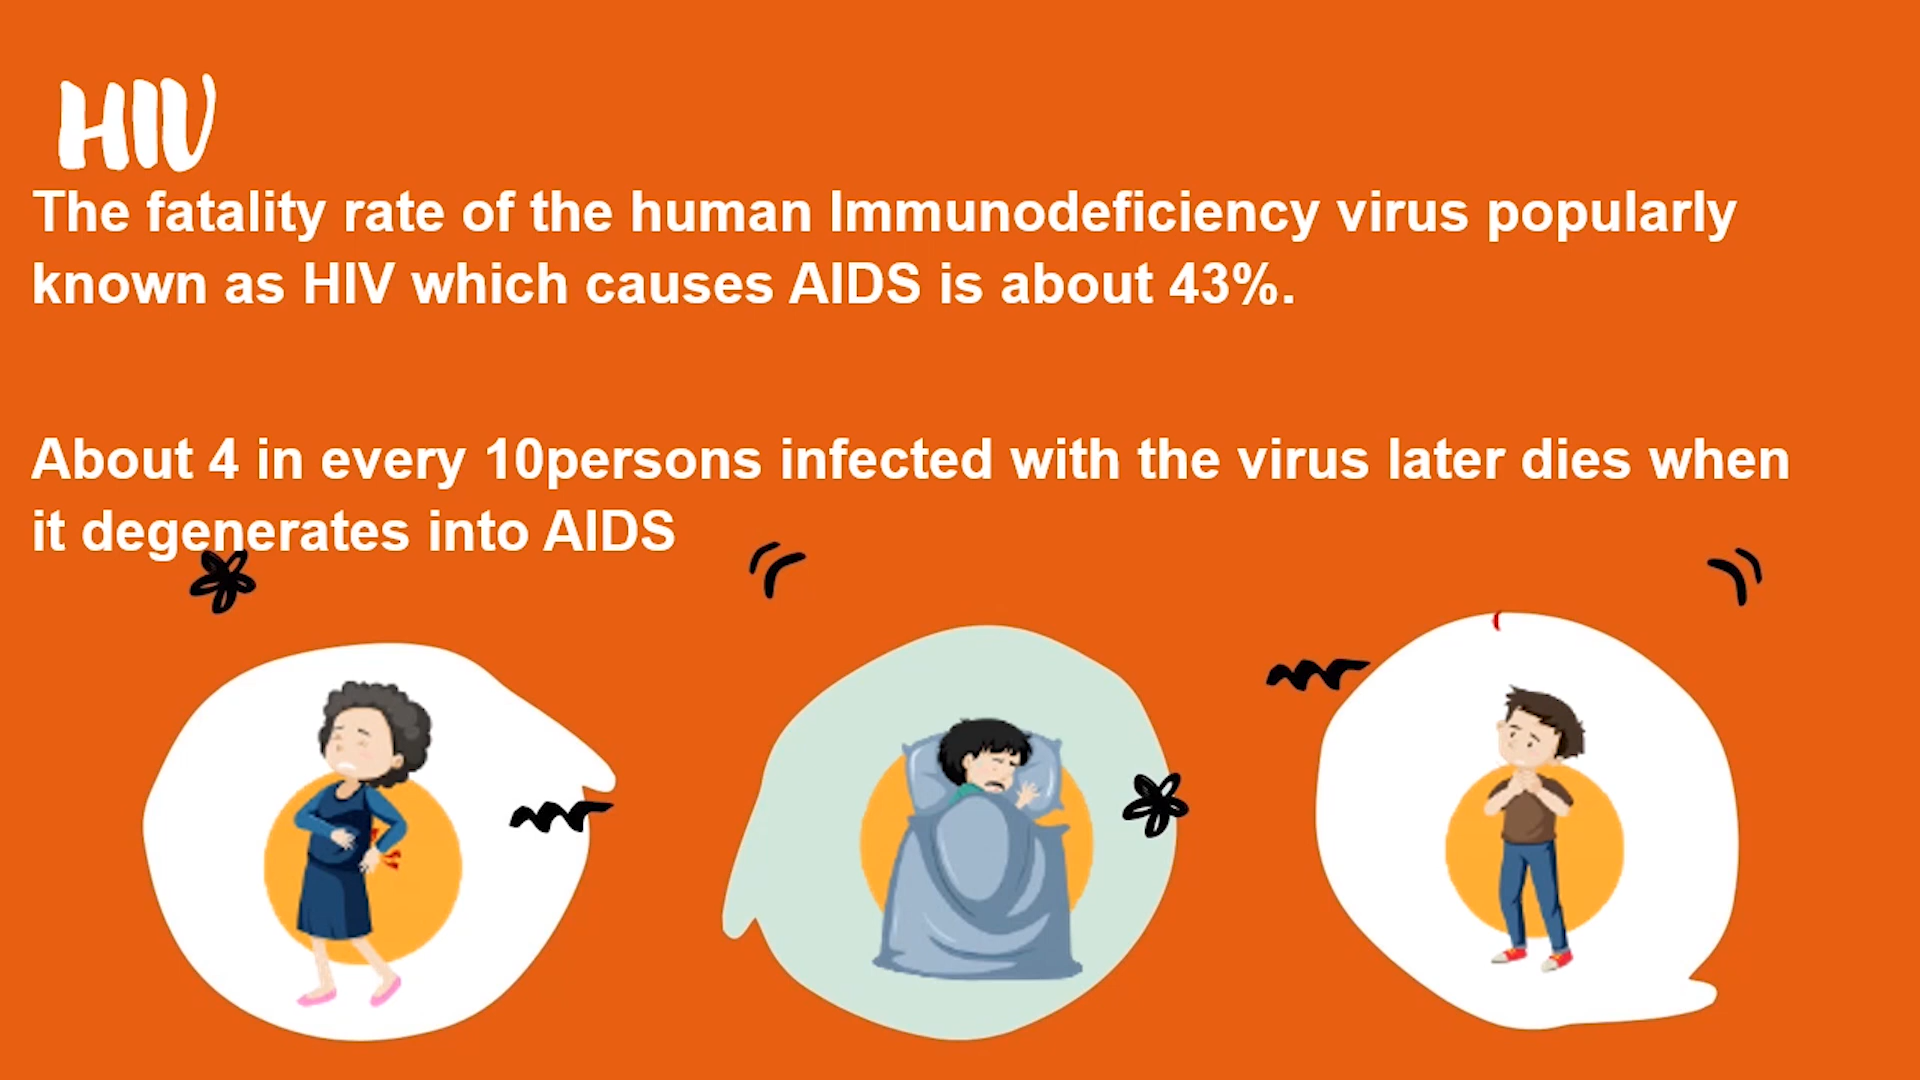 HIV
The fatality rate of the human Immunodeficiency virus popularly
known as HIV which causes AIDS is about 43%.
About 4 in every 10persons infected with the virus later dies when
it degenerates into AIDS